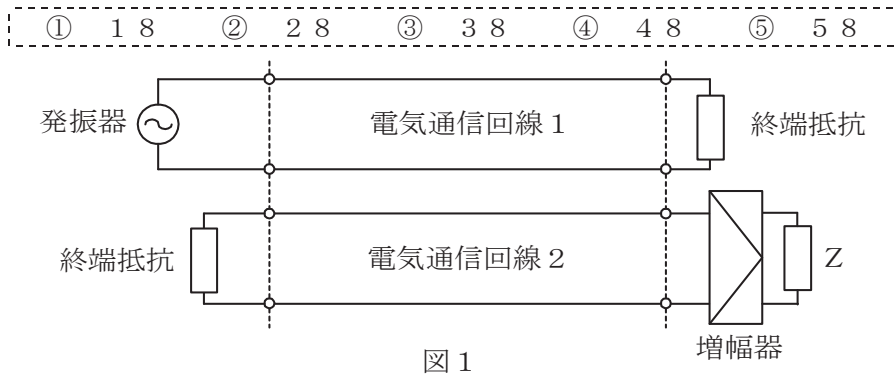 ① １８ ② ２８ ③ ３８ ④ ４８ ⑤ ５８
発振器
電気通信回線１
終端抵抗
終端抵抗
電気通信回線２
Z
増幅器
図１